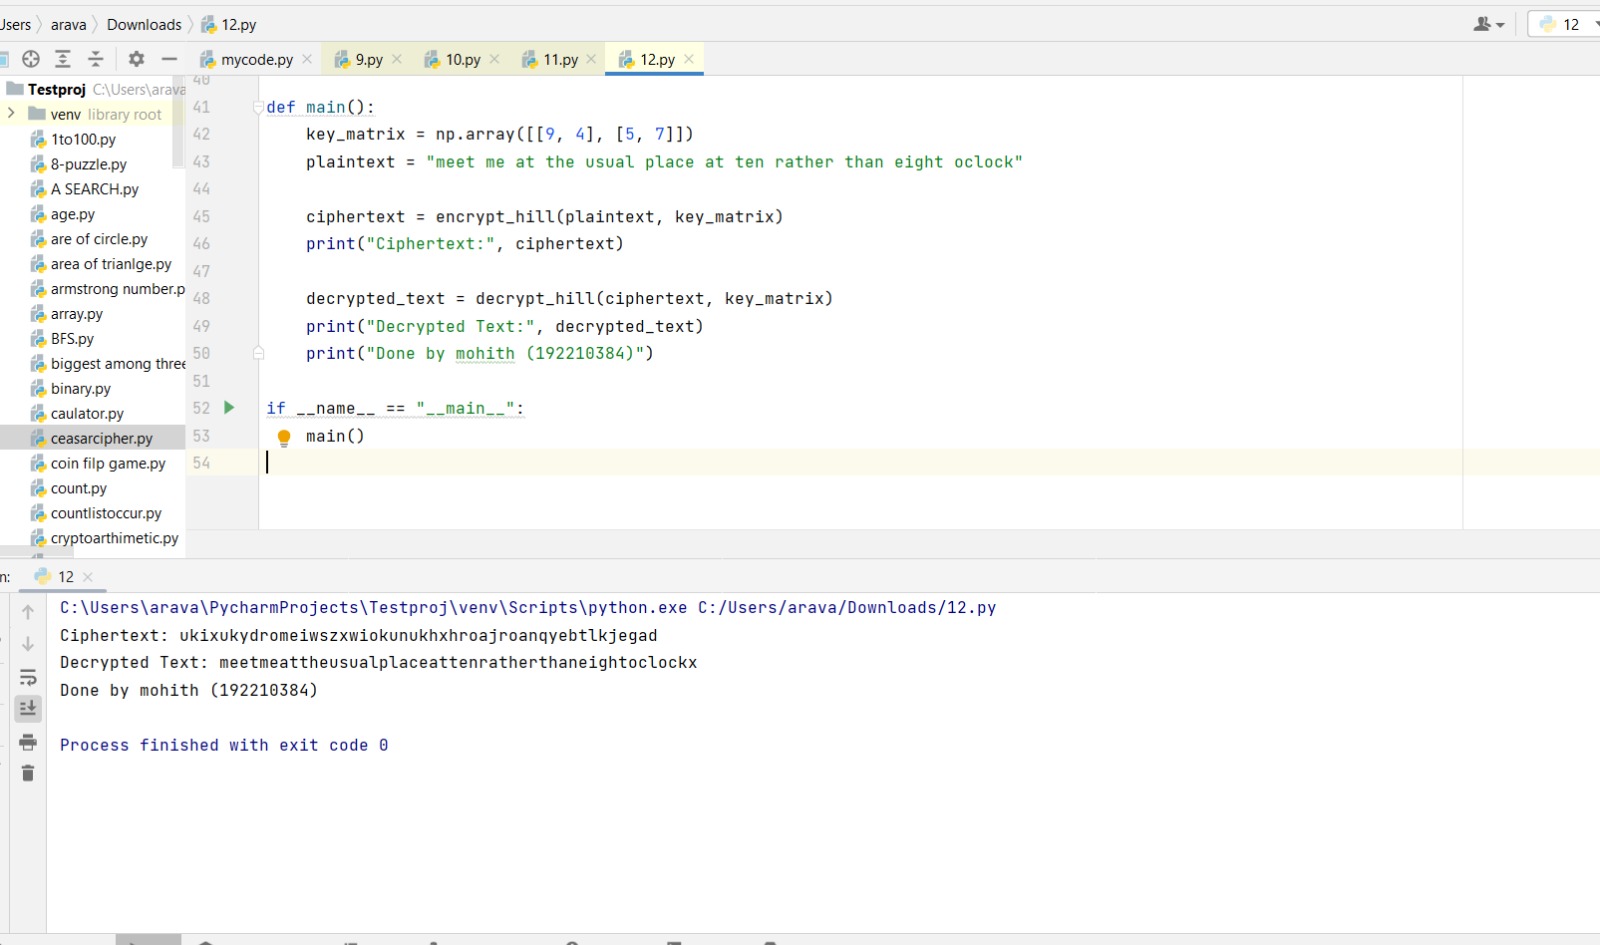 Users arava Downloads 12.py 12
mycode.py 9.py 10.py 11.py 12.py
Testproj C:\Users\arava
venv library root
1to100.py
8-puzzle.py
A SEARCH.py
age.py
are of circle.py
area of trianlge.py
armstrong number.p
array.py
BFS.py
biggest among three
binary.py
caulator.py
ceasarcipher.py
coin filp game.py
count.py
countlistoccur.py
cryptoarthimetic.py
40
41 def main():
42 key_matrix = np.array([[9, 4], [5, 7]])
43 plaintext = "meet me at the usual place at ten rather than eight oclock"
44
45 ciphertext = encrypt_hill(plaintext, key_matrix)
46 print("Ciphertext:", ciphertext)
47
48 decrypted_text = decrypt_hill(ciphertext, key_matrix)
49 print("Decrypted Text:", decrypted_text)
50 print("Done by mohith (192210384)")
51
52 if __name__ == "__main__":
53 main()
54
n: 12
C:\Users\arava\PycharmProjects\Testproj\venv\Scripts\python.exe C:/Users/arava/Downloads/12.py
Ciphertext: ukixukydromeiwszxwiokunukhxhroajroanqyebtlkjegad
Decrypted Text: meetmeattheusualplaceattenratherthaneightoclockx
Done by mohith (192210384)
Process finished with exit code 0